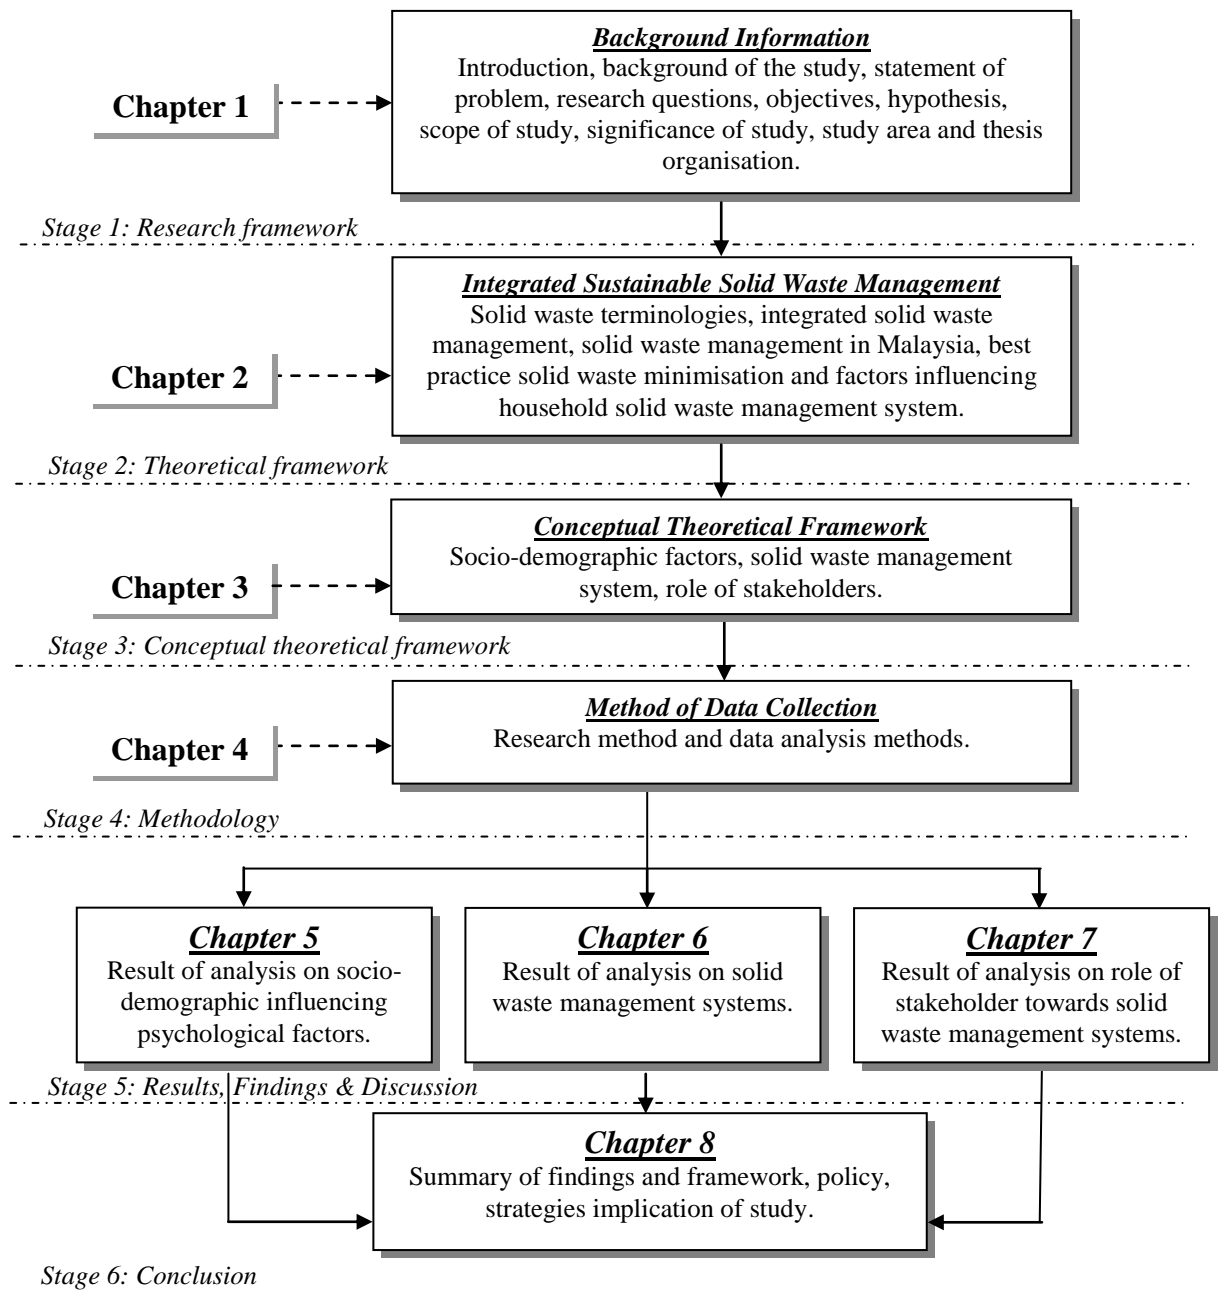 Background Information
Introduction, background of the study, statement of
problem, research questions, objectives, hypothesis,
scope of study, significance of study, study area and thesis
organisation.
Chapter 1
Stage 1: Research framework
Integrated Sustainable Solid Waste Management
Solid waste terminologies, integrated solid waste
management, solid waste management in Malaysia, best
practice solid waste minimisation and factors influencing
household solid waste management system.
Chapter 2
Stage 2: Theoretical framework
Conceptual Theoretical Framework
Socio-demographic factors, solid waste management
system, role of stakeholders.
Chapter 3
Stage 3: Conceptual theoretical framework
Method of Data Collection
Research method and data analysis methods.
Chapter 4
Stage 4: Methodology
Chapter 5
Result of analysis on socio-
demographic influencing
psychological factors.
Chapter 6
Result of analysis on solid
waste management systems.
Chapter 7
Result of analysis on role of
stakeholder towards solid
waste management systems.
Stage 5: Results, Findings & Discussion
Chapter 8
Summary of findings and framework, policy,
strategies implication of study.
Stage 6: Conclusion